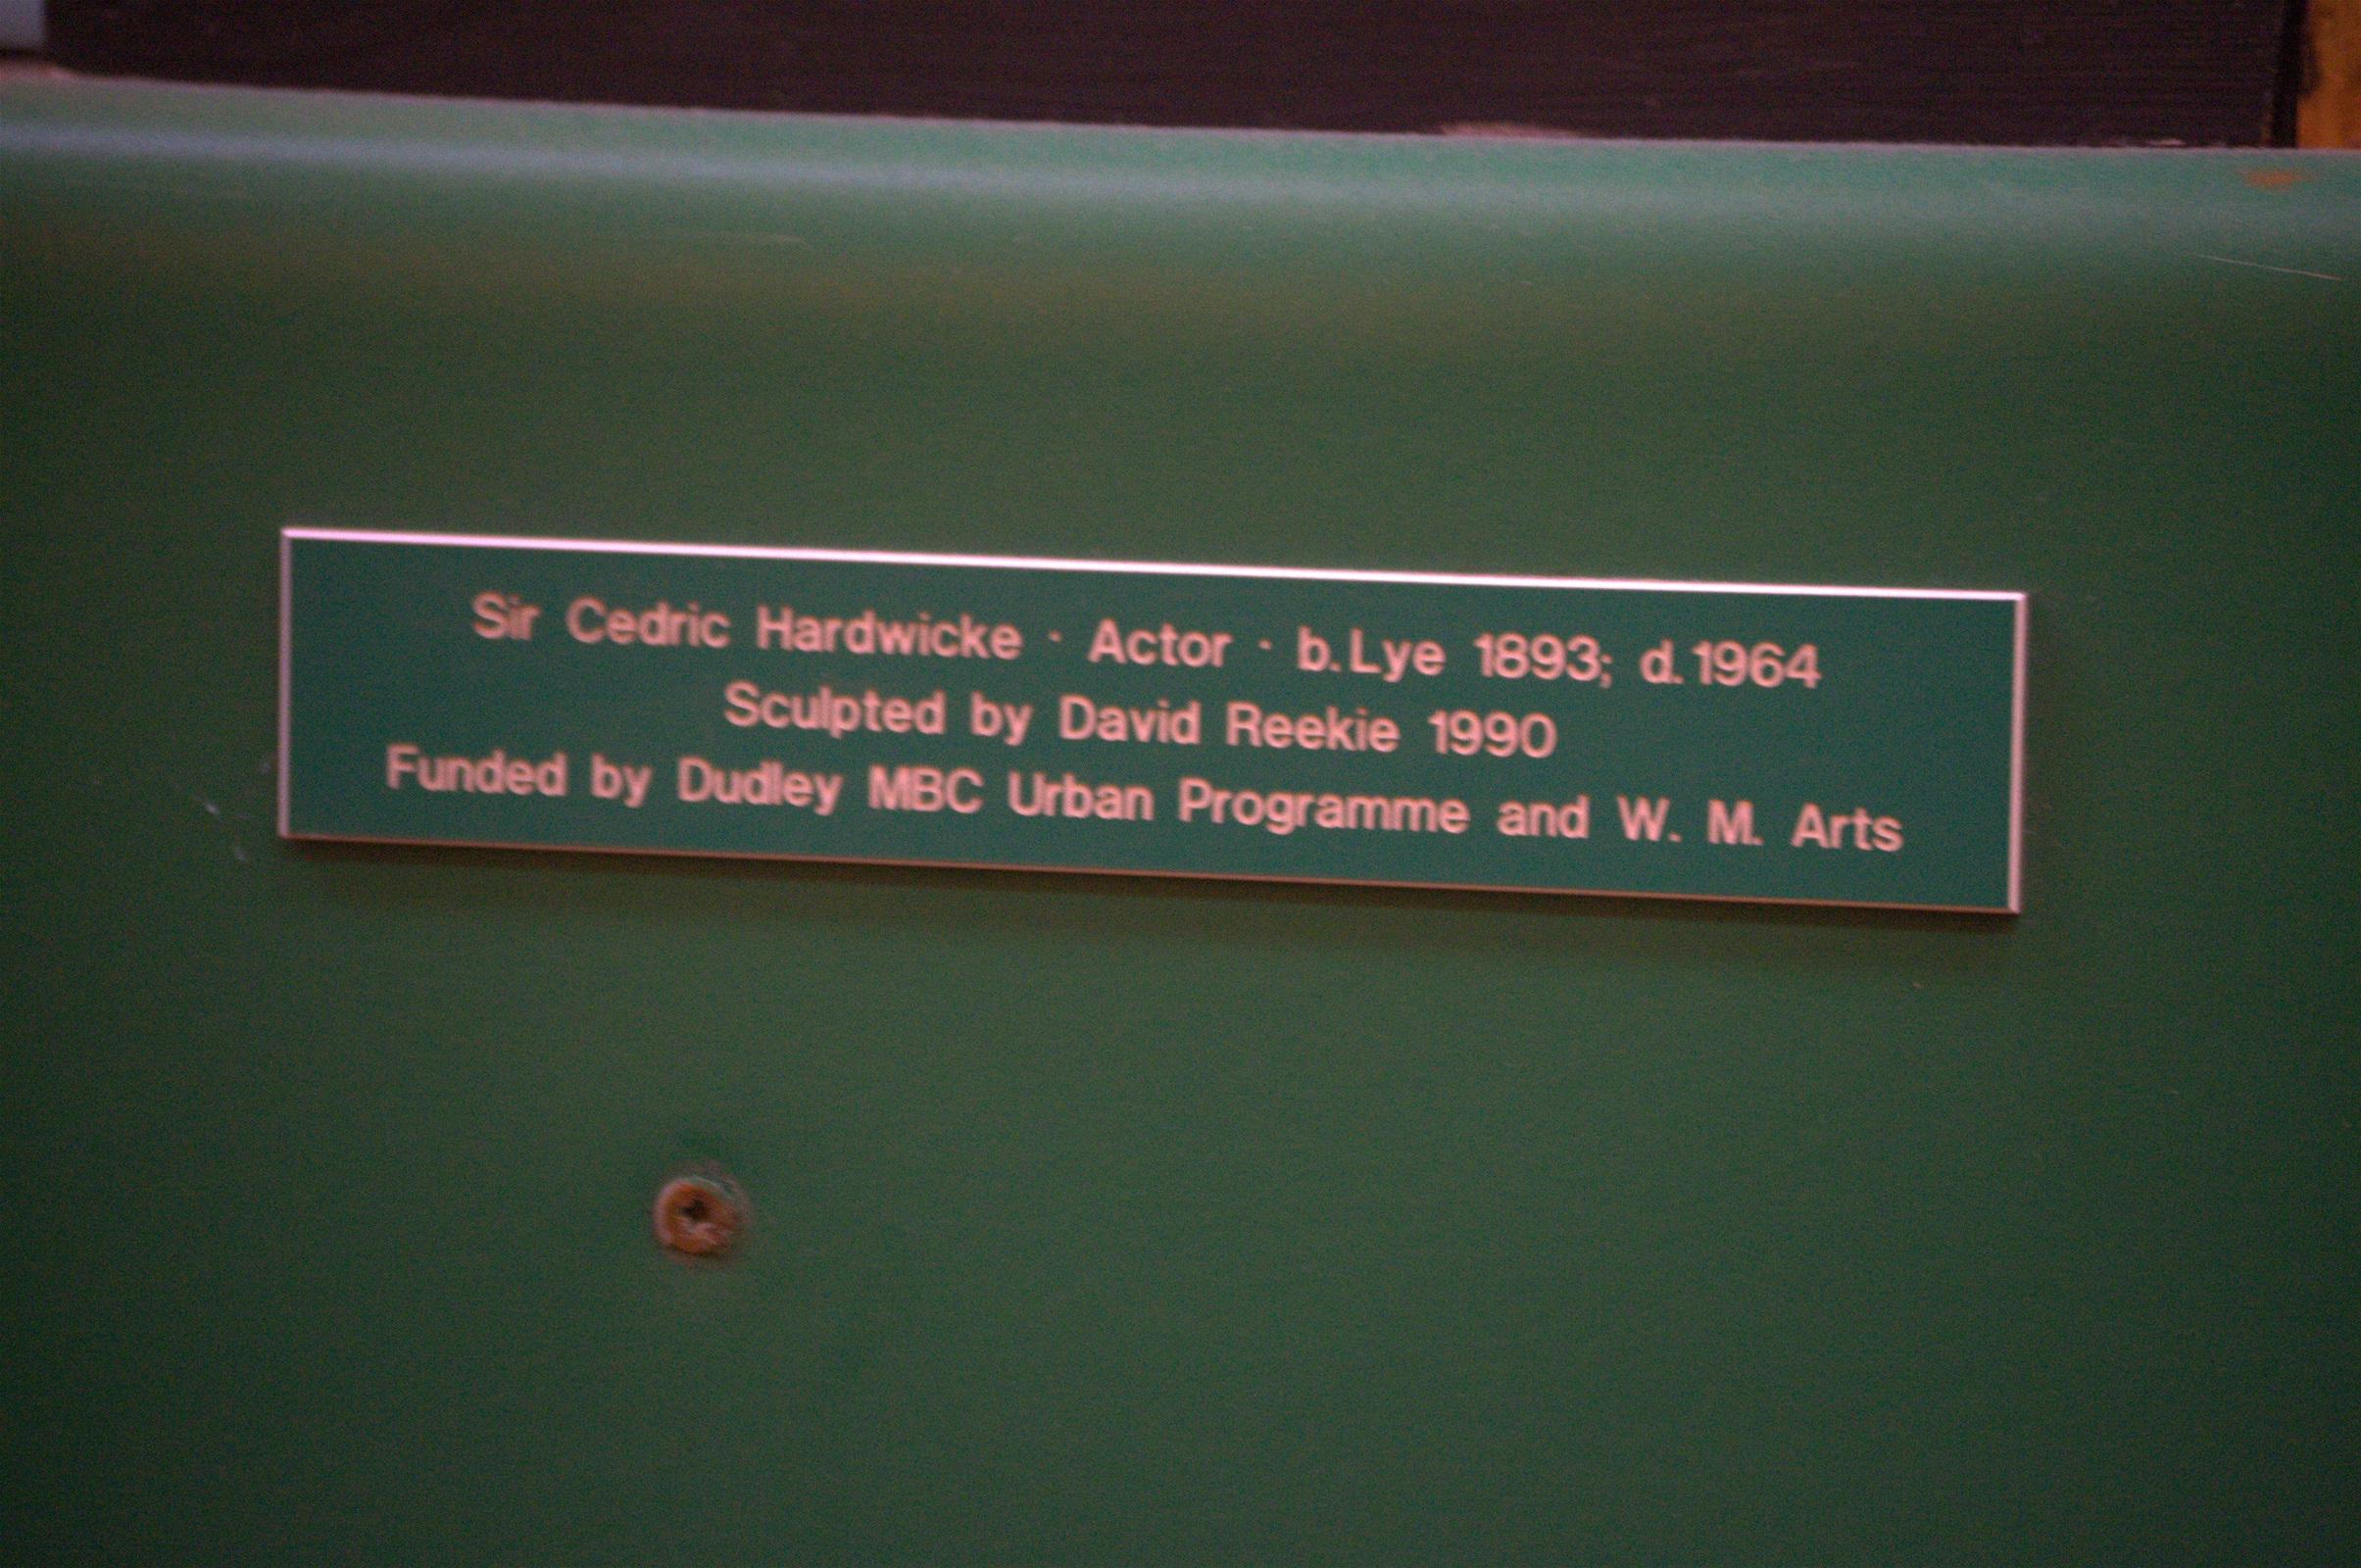 Sir Cedric Hardwicke · Actor · b.Lye 1893; d.1964
Sculpted by David Reekie 1990
Funded by Dudley MBC Urban Programme and W. M. Arts